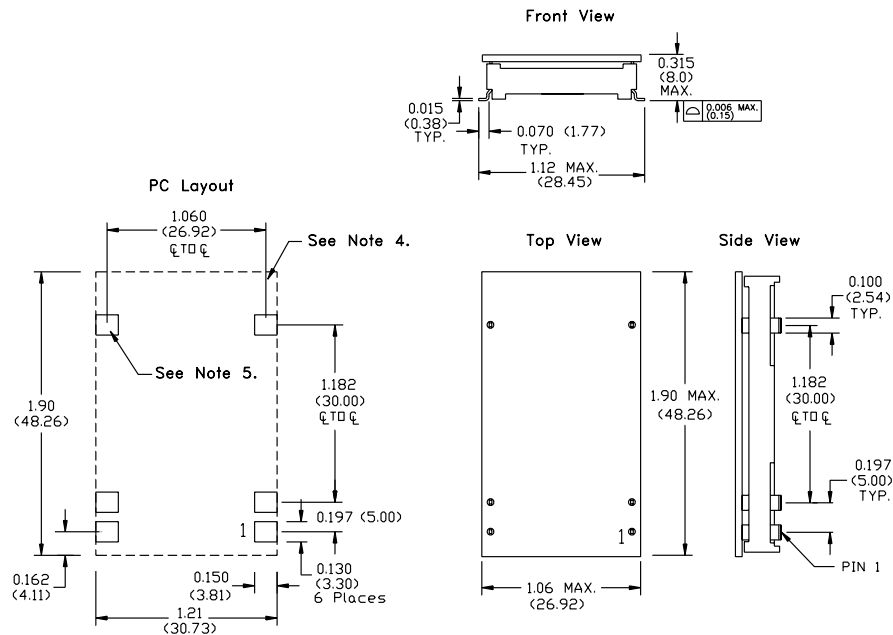 Front View
0.315
(8.0)
MAX.
0.006 MAX.
(0.15)
0.015
(0.38)
TYP.
0.070 (1.77)
TYP.
1.12 MAX.
(28.45)
PC Layout
1.060
(26.92)
℄ TO ℄
See Note 4.
See Note 5.
1.90
(48.26)
1.182
(30.00)
℄ TO ℄
1
0.197 (5.00)
0.162
(4.11)
0.150
(3.81)
0.130
(3.30)
6 Places
1.21
(30.73)
Top View
1.90 MAX.
(48.26)
1
1.06 MAX.
(26.92)
Side View
0.100
(2.54)
TYP.
1.182
(30.00)
℄ TO ℄
0.197
(5.00)
TYP.
PIN 1